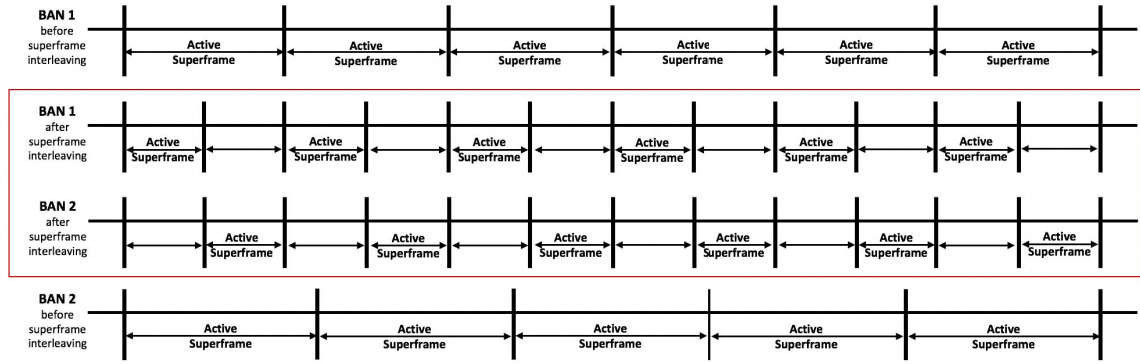 BAN 1
before
superframe
interleaving
Active Active Active Active Active Active
Superframe Superframe Superframe Superframe Superframe Superframe
BAN 1
after
superframe
interleaving
Active Active Active Active Active Active
Superframe Superframe Superframe Superframe Superframe Superframe
BAN 2
after
superframe
interleaving
Active Active Active Active Active Active
Superframe Superframe Superframe Superframe Superframe Superframe
BAN 2
before
superframe
interleaving
Active Active Active Active Active
Superframe Superframe Superframe Superframe Superframe